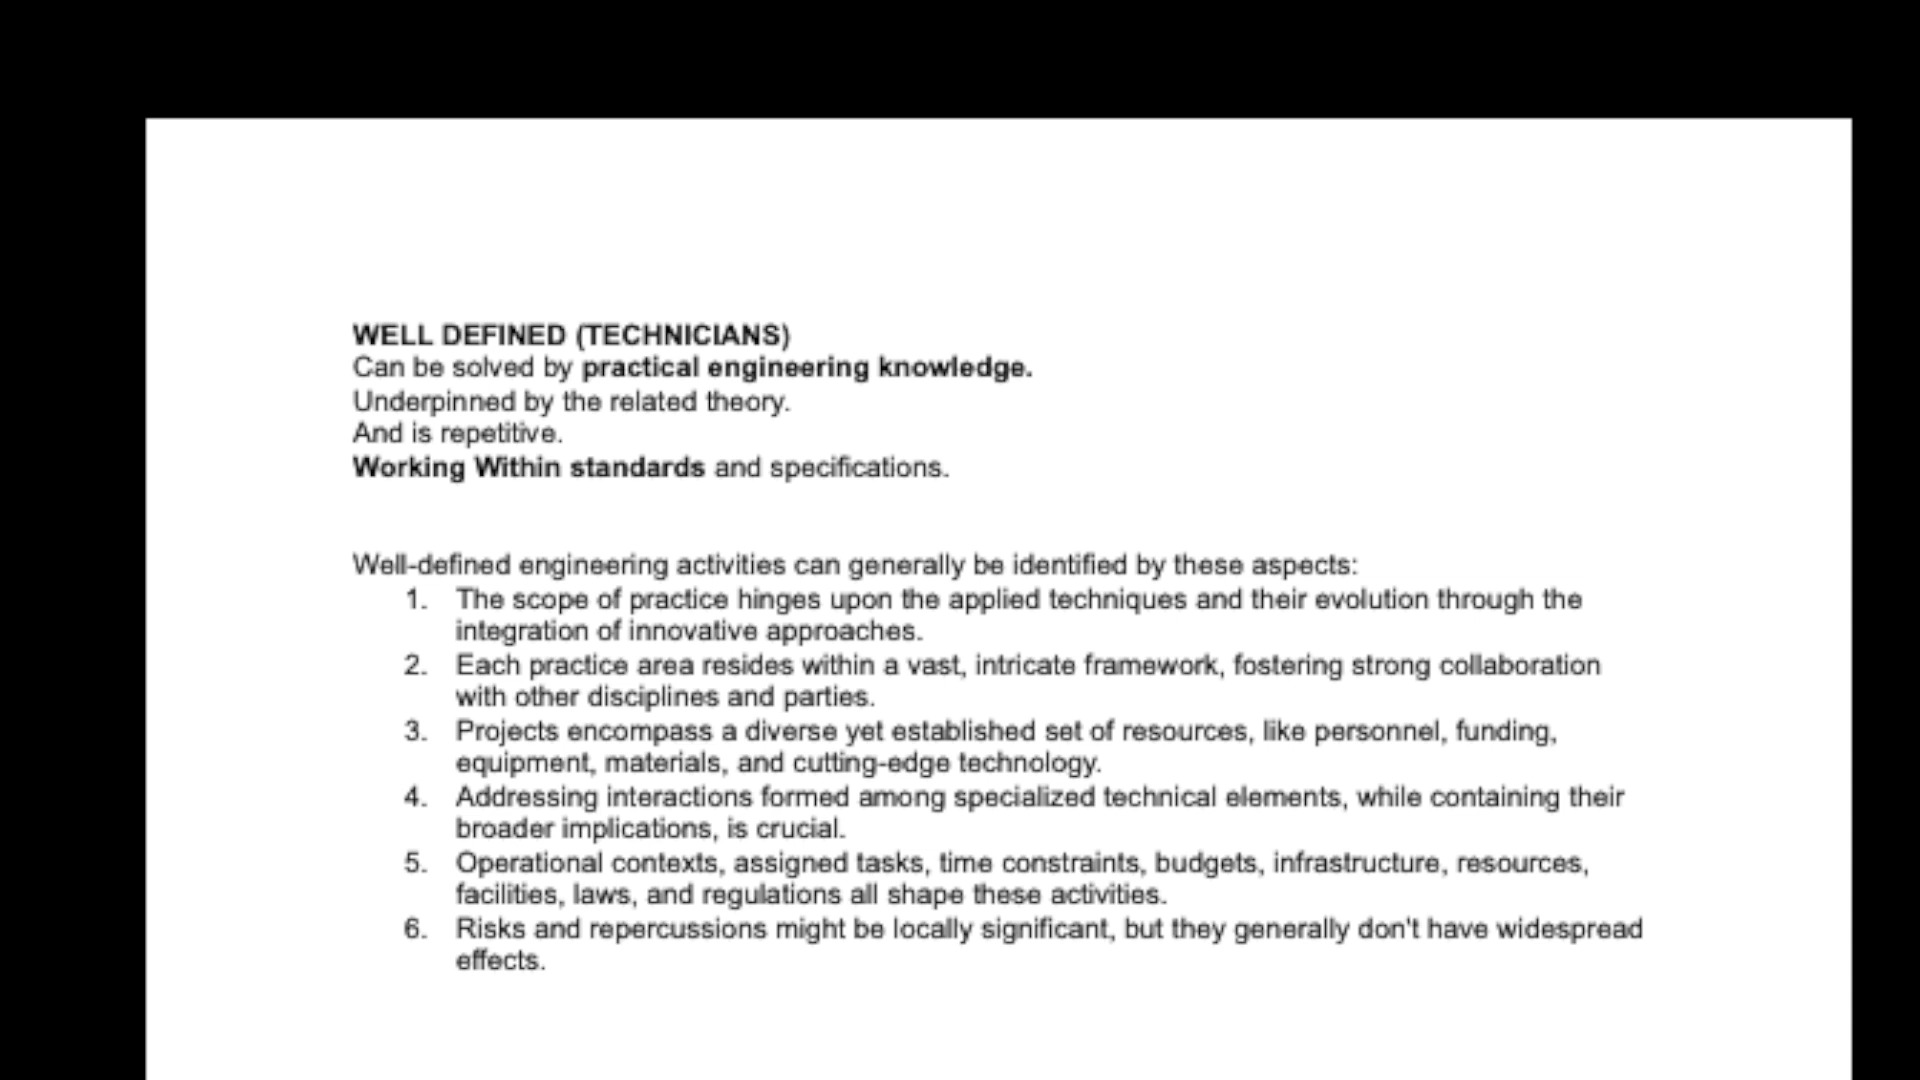 WELL DEFINED (TECHNICIANS)
Can be solved by practical engineering knowledge.
Underpinned by the related theory.
And is repetitive.
Working Within standards and specifications.
Well-defined engineering activities can generally be identified by these aspects:
1. The scope of practice hinges upon the applied techniques and their evolution through the
integration of innovative approaches.
2. Each practice area resides within a vast, intricate framework, fostering strong collaboration
with other disciplines and parties.
3. Projects encompass a diverse yet established set of resources, like personnel, funding,
equipment, materials, and cutting-edge technology.
4. Addressing interactions formed among specialized technical elements, while containing their
broader implications, is crucial.
5. Operational contexts, assigned tasks, time constraints, budgets, infrastructure, resources,
facilities, laws, and regulations all shape these activities.
6. Risks and repercussions might be locally significant, but they generally don't have widespread
effects.